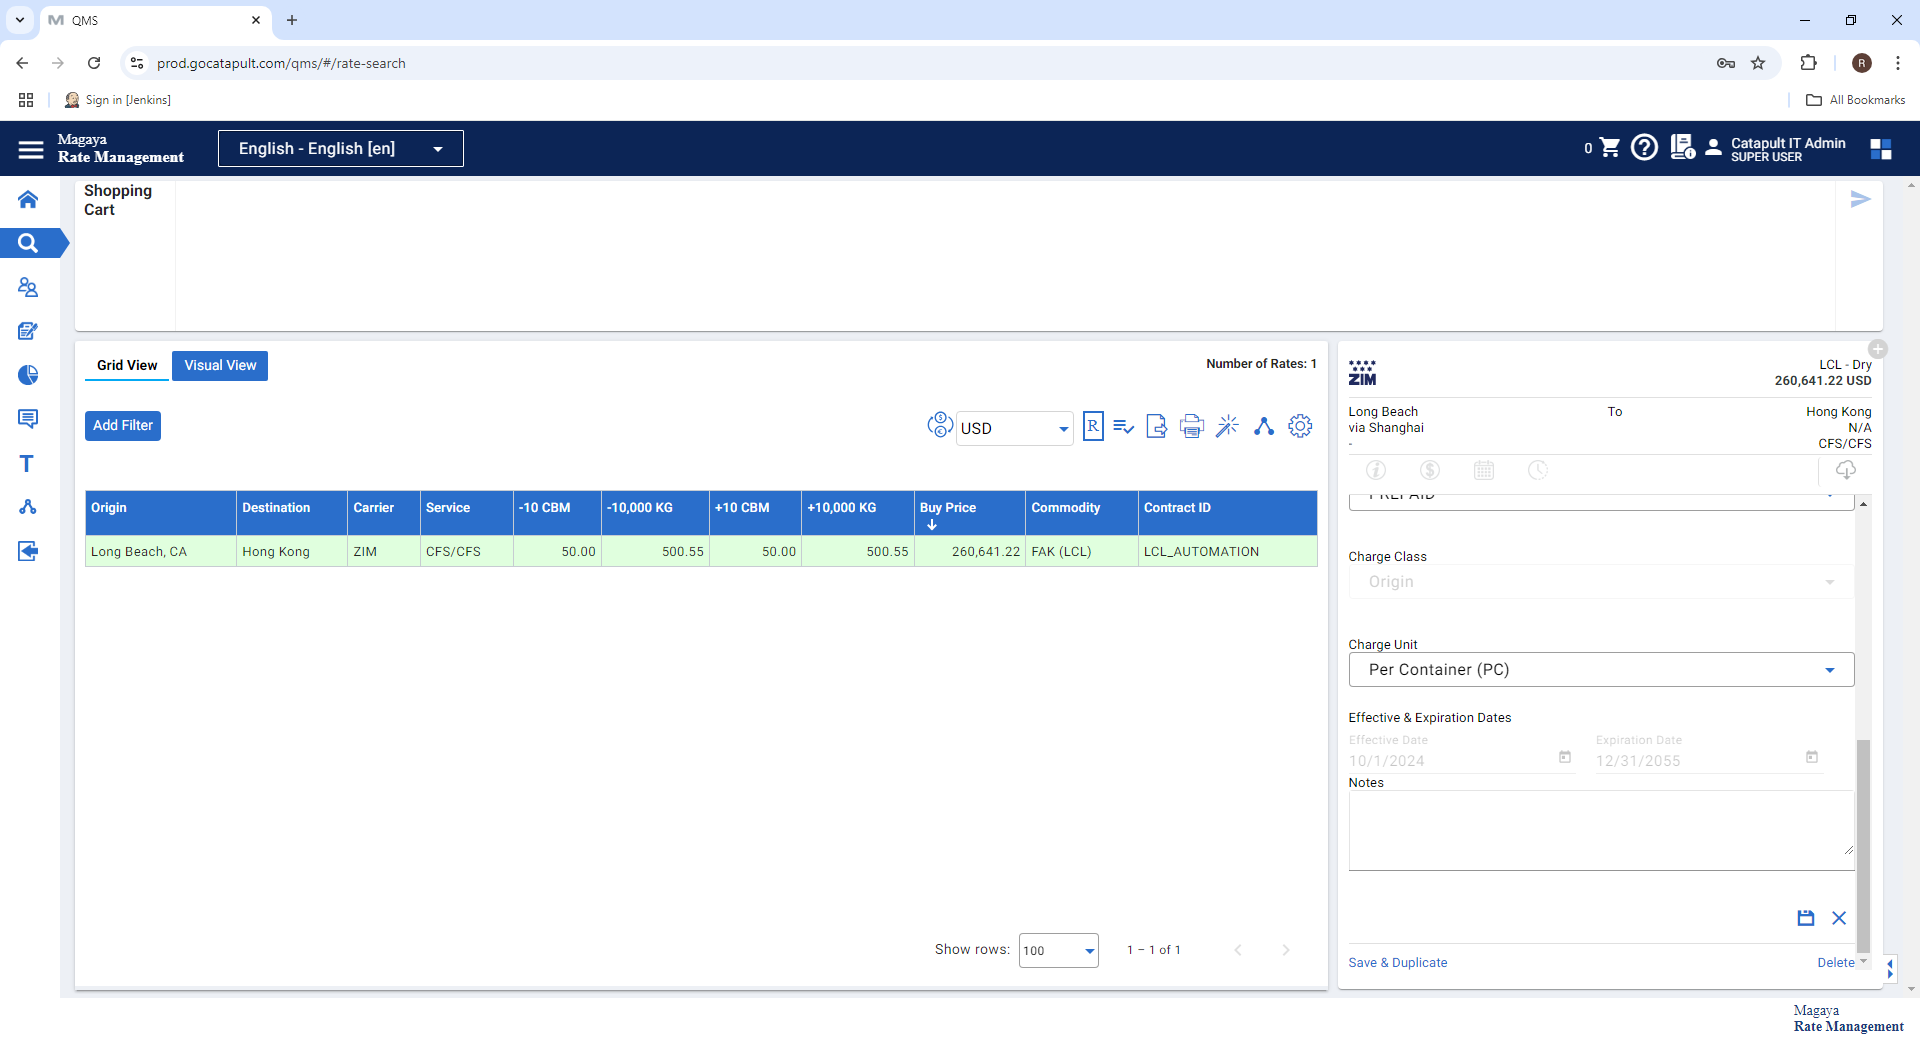 QMS
prod.gocatapult.com/qms/#/rate-search
R
Sign in [Jenkins]
All Bookmarks
Magaya
Rate Management
English - English [en]
0
Catapult IT Admin
SUPER USER
Shopping
Cart
Grid View
Visual View
Number of Rates: 1
Add Filter
USD
R
Origin
Destination
Carrier
Service
-10 CBM
-10,000 KG
+10 CBM
+10,000 KG
Buy Price
Commodity
Contract ID
Long Beach, CA
Hong Kong
ZIM
CFS/CFS
50.00
500.55
50.00
500.55
260,641.22
FAK (LCL)
LCL_AUTOMATION
Show rows:
100
1 – 1 of 1
ZIM
LCL - Dry
260,641.22 USD
Long Beach
To
Hong Kong
via Shanghai
N/A
-
CFS/CFS
PREPAID
Charge Class
Origin
Charge Unit
Per Container (PC)
Effective & Expiration Dates
Effective Date
Expiration Date
10/1/2024
12/31/2055
Notes
Save & Duplicate
Delete
Magaya
Rate Management